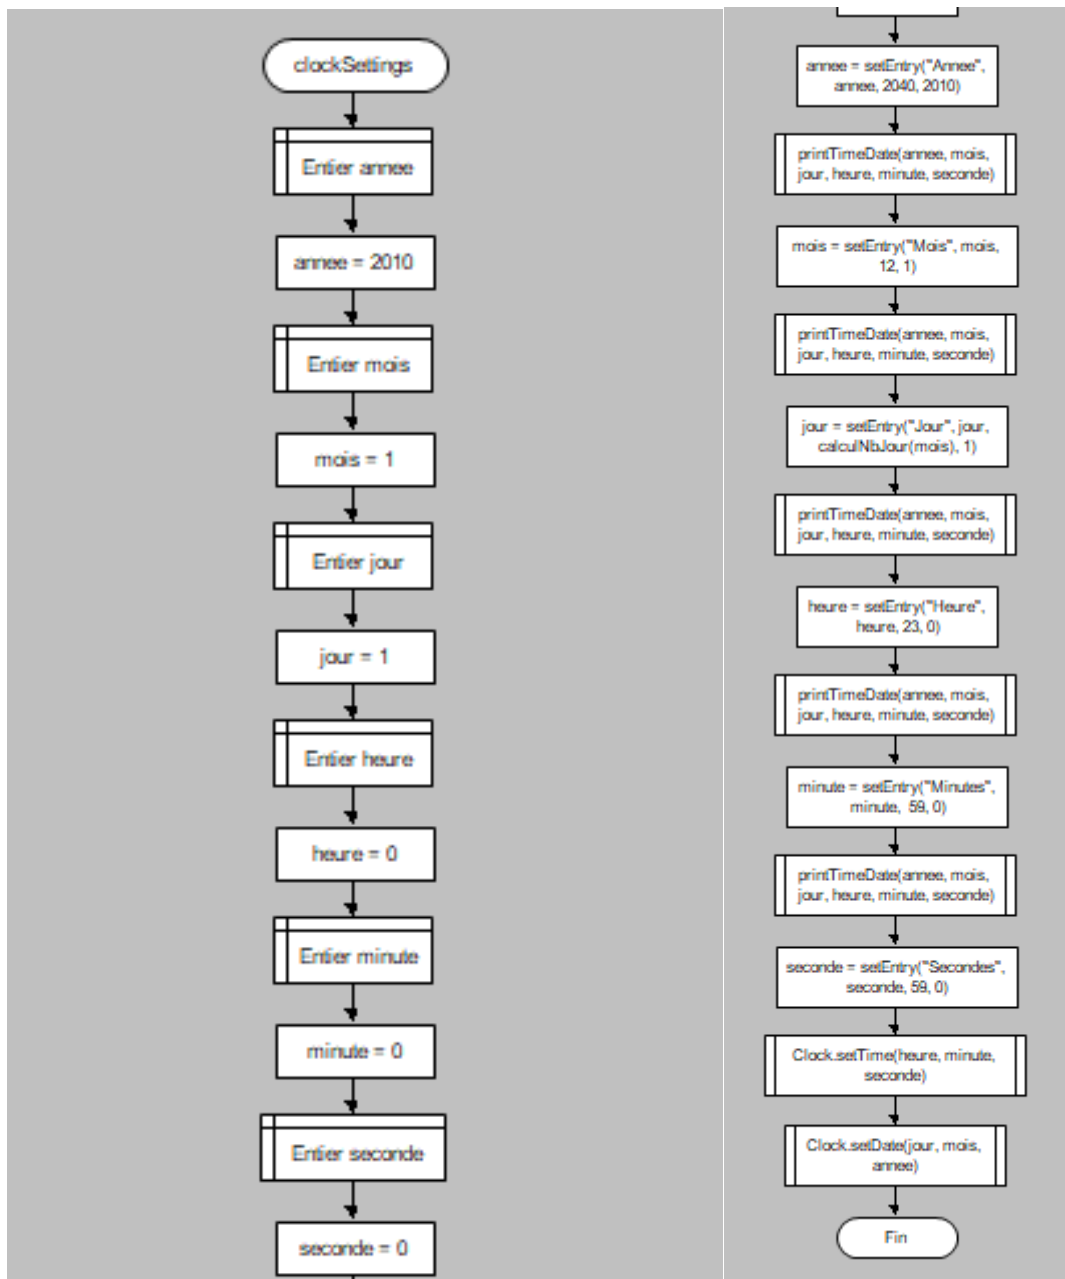 clockSettings
Entier annee
annee = 2010
Entier mois
mois = 1
Entier jour
jour = 1
Entier heure
heure = 0
Entier minute
minute = 0
Entier seconde
seconde = 0
annee = setEntry("Annee",
annee, 2040, 2010)
printTimeDate(annee, mois,
jour, heure, minute, seconde)
mois = setEntry("Mois", mois,
12, 1)
printTimeDate(annee, mois,
jour, heure, minute, seconde)
jour = setEntry("Jour", jour,
calculNbJour(mois), 1)
printTimeDate(annee, mois,
jour, heure, minute, seconde)
heure = setEntry("Heure",
heure, 23, 0)
printTimeDate(annee, mois,
jour, heure, minute, seconde)
minute = setEntry("Minutes",
minute, 59, 0)
printTimeDate(annee, mois,
jour, heure, minute, seconde)
seconde = setEntry("Secondes",
seconde, 59, 0)
Clock.setTime(heure, minute,
seconde)
Clock.setDate(jour, mois,
annee)
Fin